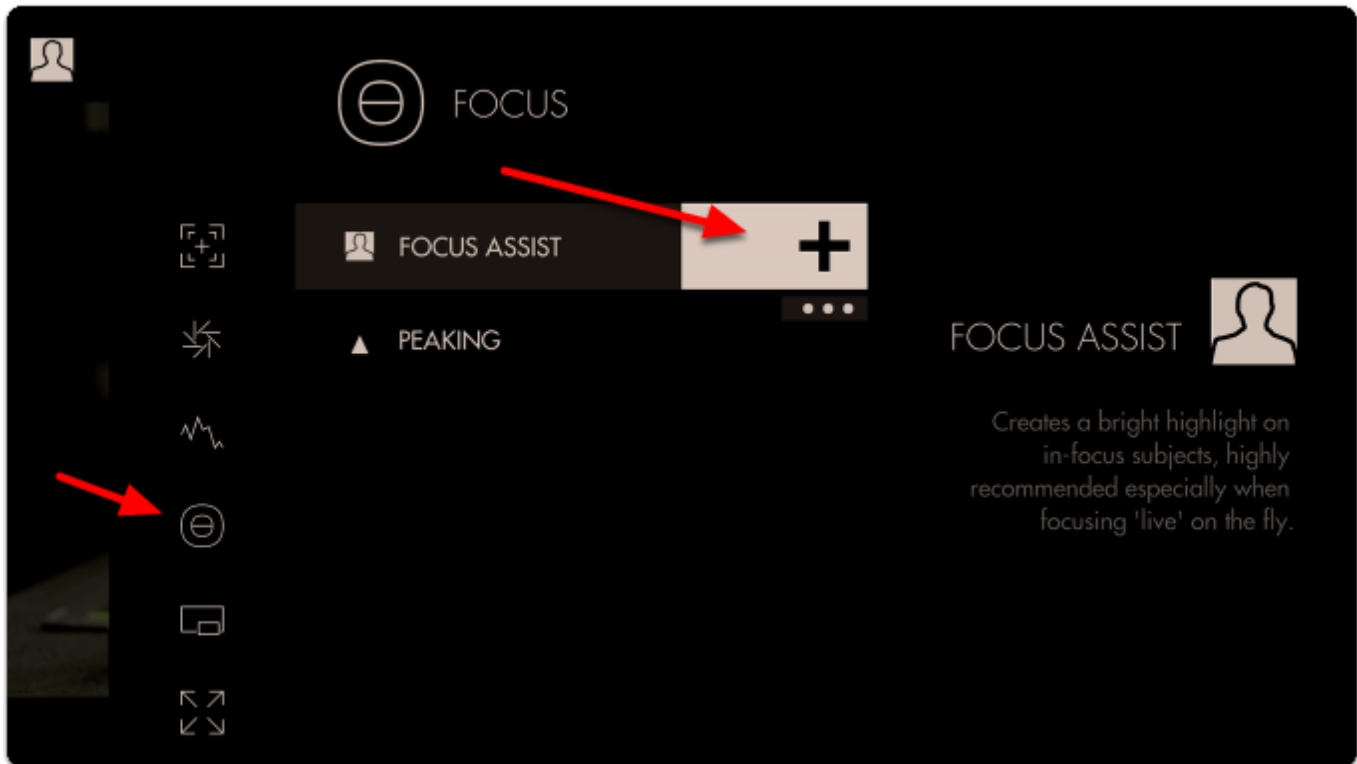 FOCUS
FOCUS ASSIST
PEAKING
FOCUS ASSIST
Creates a bright highlight on
in-focus subjects, highly
recommended especially when
focusing 'live' on the fly.